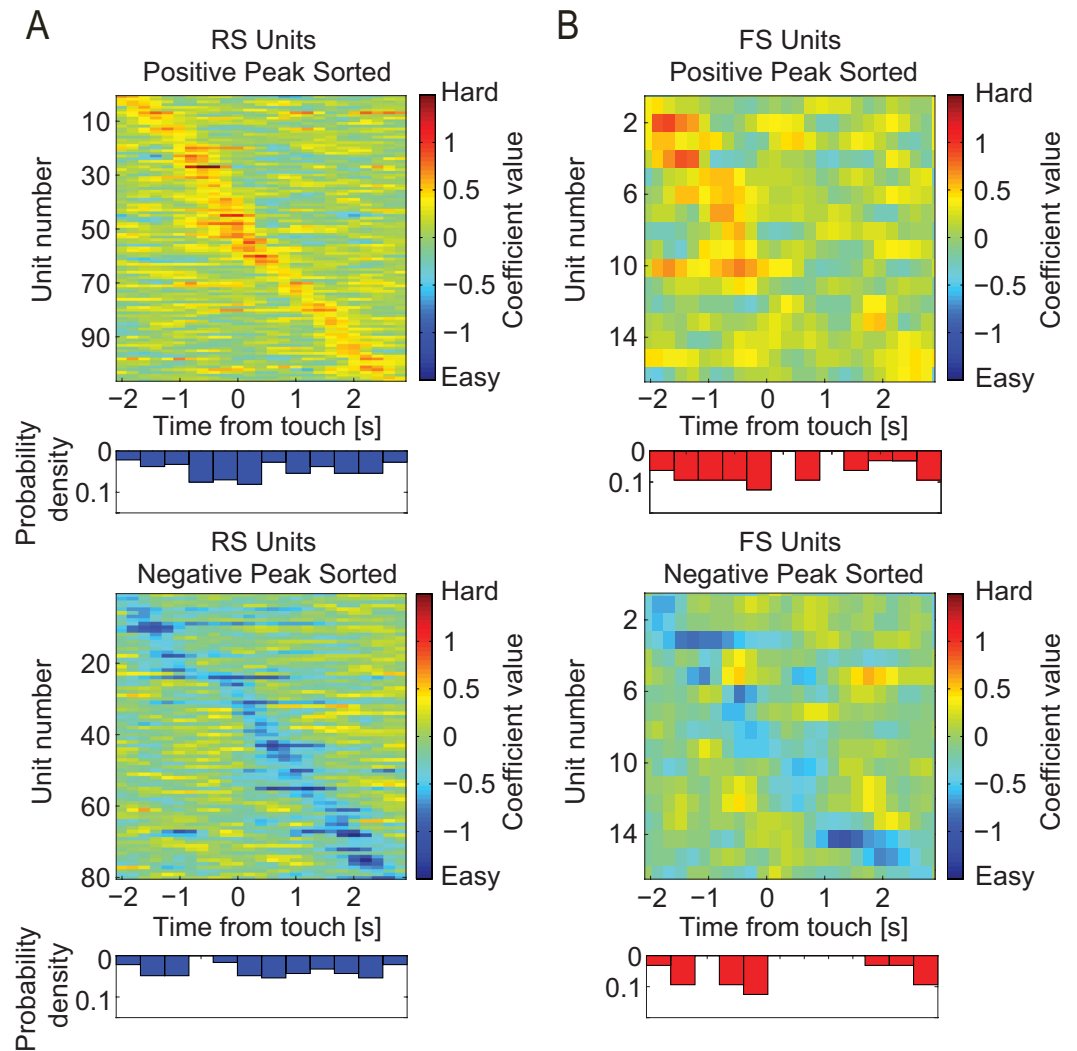 A
RS Units
Positive Peak Sorted
Hard
10
30
50
70
90
Unit number
1
0.5
0
−0.5
−1
Coefficient value
Easy
−2 −1 0 1 2
Time from touch [s]
Probability
density
0
0.1
RS Units
Negative Peak Sorted
Hard
20
40
60
80
Unit number
1
0.5
0
−0.5
−1
Coefficient value
Easy
−2 −1 0 1 2
Time from touch [s]
Probability
density
0
0.1
B
FS Units
Positive Peak Sorted
Hard
2
6
10
14
Unit number
1
0.5
0
−0.5
−1
Coefficient value
Easy
−2 −1 0 1 2
Time from touch [s]
0
0.1
FS Units
Negative Peak Sorted
Hard
2
6
10
14
Unit number
1
0.5
0
−0.5
−1
Coefficient value
Easy
−2 −1 0 1 2
Time from touch [s]
0
0.1